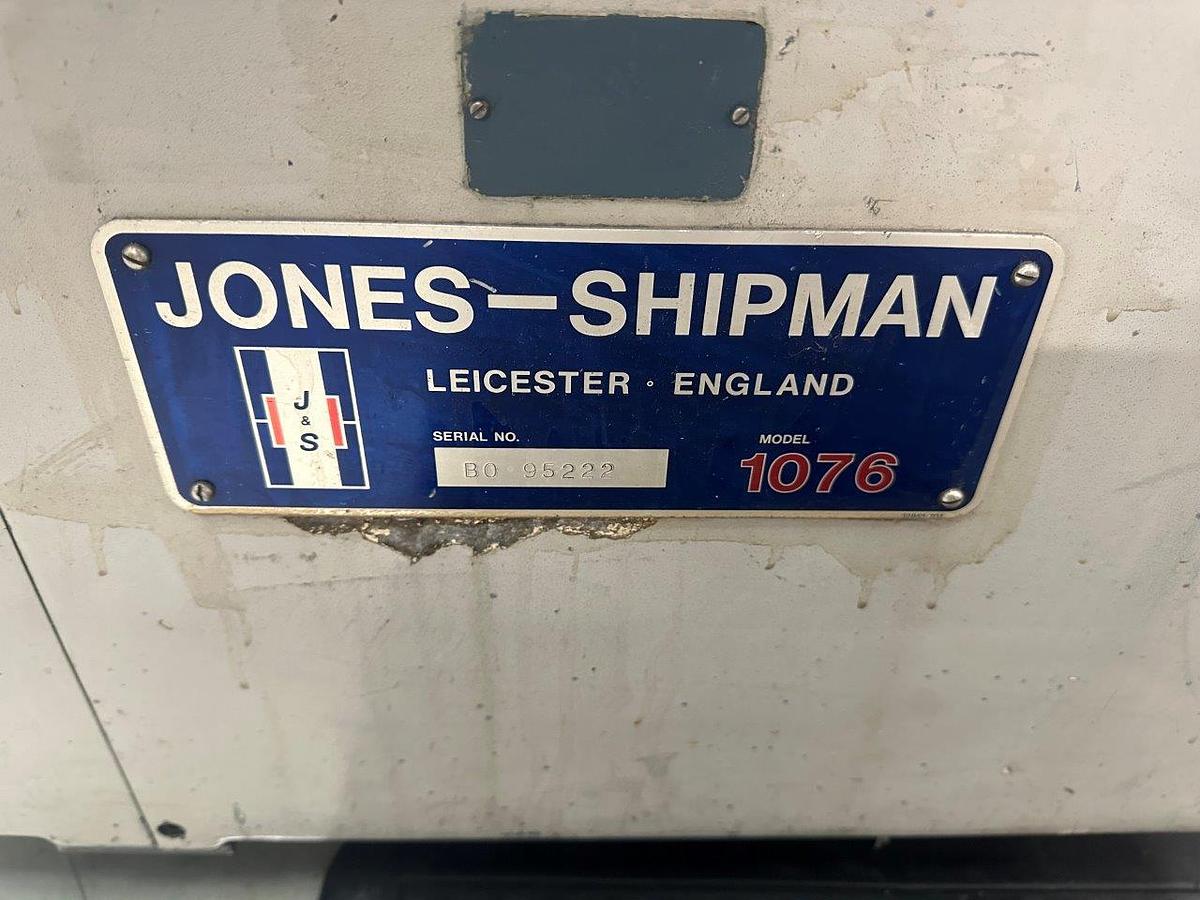 JONES—SHIPMAN
LEICESTER · ENGLAND
J
&
S
SERIAL NO.
BO 95222
MODEL
1076